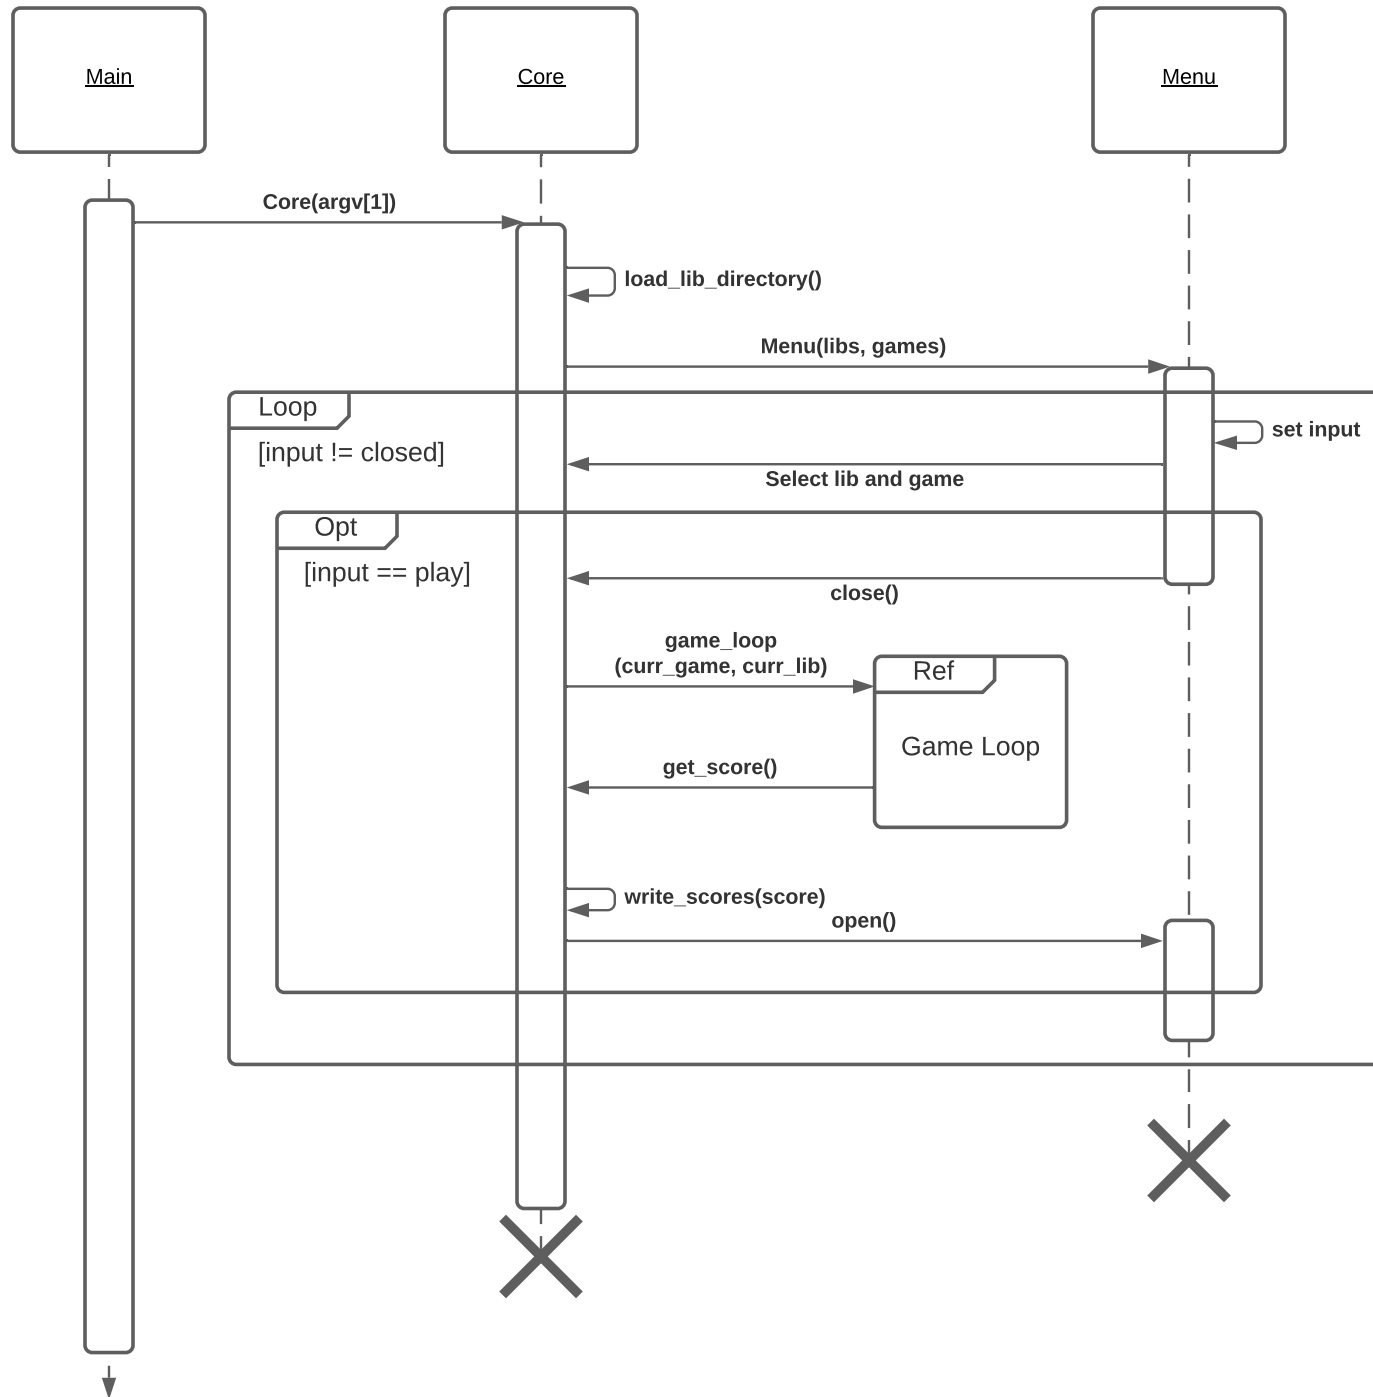 Main
Core
Menu
Core(argv[1])
load_lib_directory()
Menu(libs, games)
Loop
[input != closed]
set input
Select lib and game
Opt
[input == play]
close()
game_loop
(curr_game, curr_lib)
Ref
Game Loop
get_score()
write_scores(score)
open()